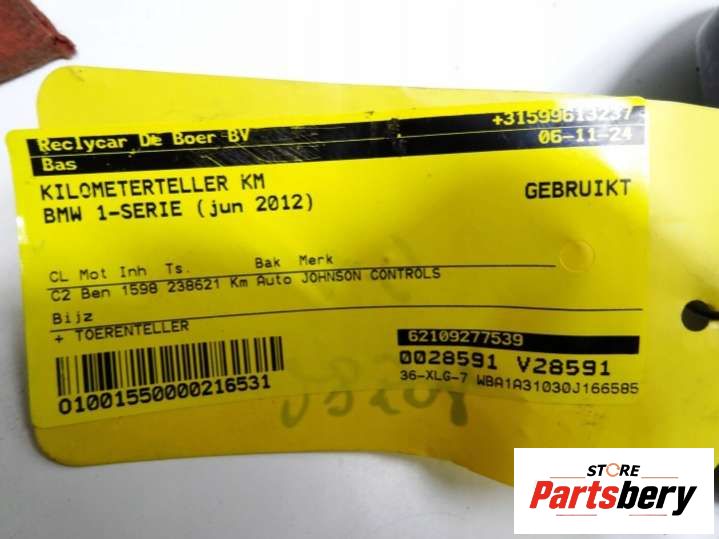 Reclycar De Boer BV +31599613237
Bas 06-11-24
KILOMETERTELLER KM GEBRUIKT
BMW 1-SERIE (jun 2012)
CL Mot Inh Ts. Bak Merk
C2 Ben 1598 238621 Km Auto JOHNSON CONTROLS
Bijz
+ TOERENTELLER
62109277539
0028591 V28591
36-XLG-7 WBA1A31030J166585
01001550000216531
STORE
Partsbery